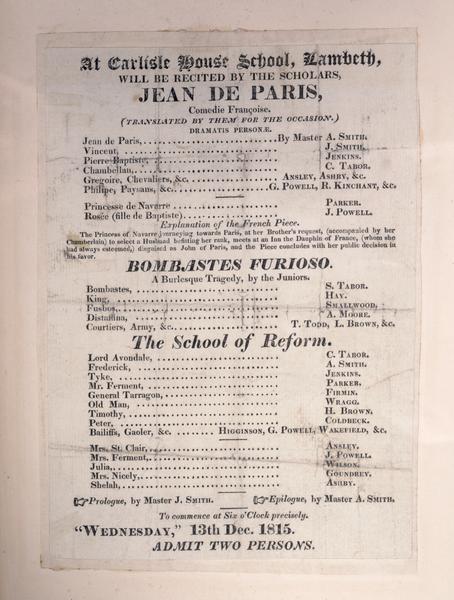 At Carlisle House School, Lambeth,
WILL BE RECITED BY THE SCHOLARS,
JEAN DE PARIS,
Comedie Françoise.
(TRANSLATED BY THEM FOR THE OCCASION.)
DRAMATIS PERSONÆ.
Jean de Paris, By Master A. SMITH.
Vincent, J. SMITH.
Pierre Baptiste, JENKINS.
Chambellan, C. TABOR.
Gregoire, Chevaliers, &c. ANSLEY, ASHBY, &c.
Philipe, Paysans, &c. G. POWELL, R. KINCHANT, &c.
Princesse de Navarre PARKER.
Rosée (fille de Baptiste) J. POWELL.
Explanation of the French Piece.
The Princess of Navarre journeying towards Paris, at her Brother's request, (accompanied by her
Chamberlain) to select a Husband befitting her rank, meets at an Inn the Dauphin of France, (whom she
had always esteemed,) disguised as John of Paris, and the Piece concludes with her public decision in
his favor.
BOMBASTES FURIOSO.
A Burlesque Tragedy, by the Juniors.
Bombastes, S. TABOR.
King, HAY.
Fusbos, SMALLWOOD.
Distafina, A. MOORE.
Courtiers, Army, &c. T. TODD, L. BROWN, &c.
The School of Reform.
Lord Avondale, C. TABOR.
Frederick, A. SMITH.
Tyke, JENKINS.
Mr. Ferment, PARKER.
General Tarragon, FIRMIN.
Old Man, WRAGG.
Timothy, H. BROWN.
Peter, COLDBECK.
Bailiffs, Gaoler, &c. HIGGINSON, G. POWELL, WAKEFIELD, &c.
Mrs. St. Clair, ANSLEY.
Mrs. Ferment, J. POWELL.
Julia, WILSON.
Mrs. Nicely, GOUNDREY.
Shelah, ASHBY.
Prologue, by Master J. SMITH. Epilogue, by Master A. SMITH.
To commence at Six o'Clock precisely.
"WEDNESDAY," 13th Dec. 1815.
ADMIT TWO PERSONS.